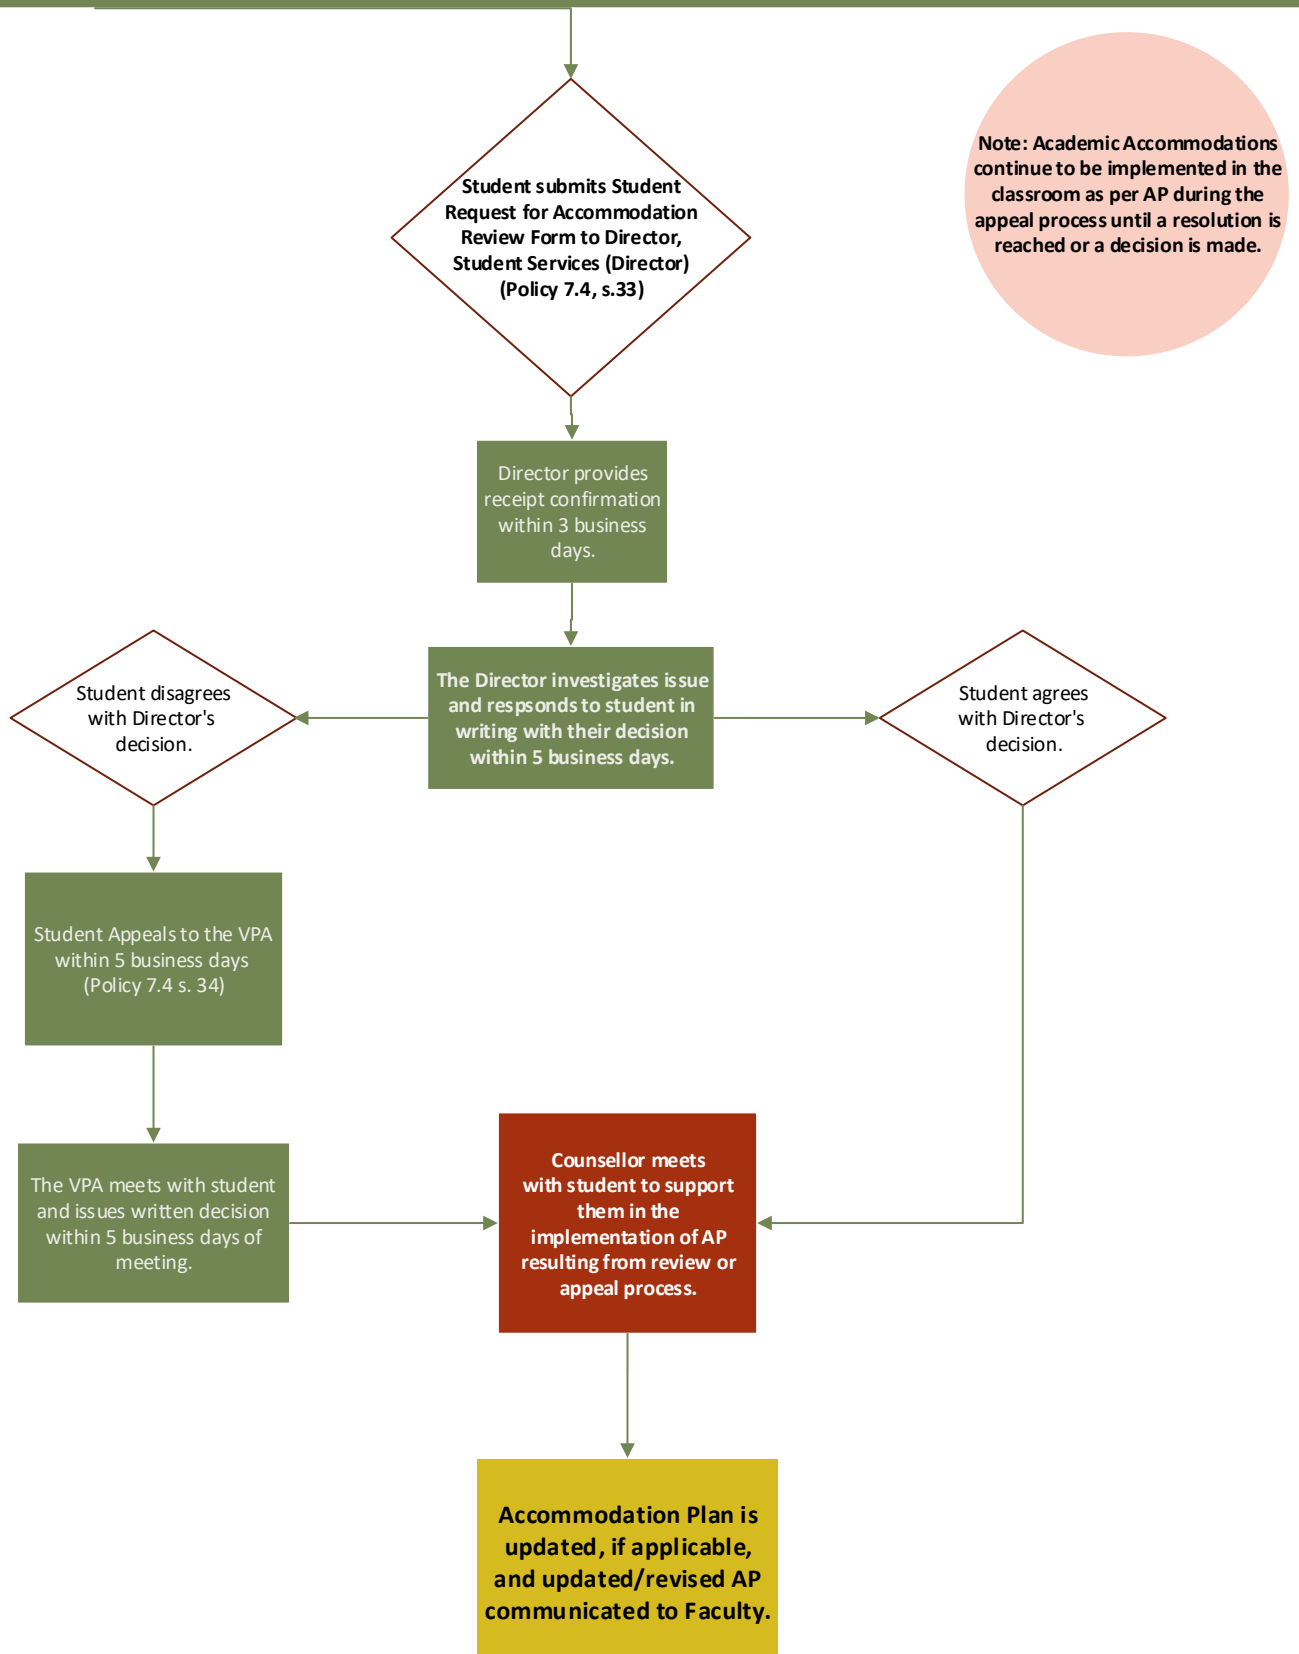 Note: Academic Accommodations
continue to be implemented in the
classroom as per AP during the
appeal process until a resolution is
reached or a decision is made.
Student submits Student
Request for Accommodation
Review Form to Director,
Student Services (Director)
(Policy 7.4, s.33)
Director provides
receipt confirmation
within 3 business
days.
The Director investigates issue
and respsonds to student in
writing with their decision
within 5 business days.
Student disagrees
with Director's
decision.
Student agrees
with Director's
decision.
Student Appeals to the VPA
within 5 business days
(Policy 7.4 s. 34)
The VPA meets with student
and issues written decision
within 5 business days of
meeting.
Counsellor meets
with student to support
them in the
implementation of AP
resulting from review or
appeal process.
Accommodation Plan is
updated, if applicable,
and updated/revised AP
communicated to Faculty.